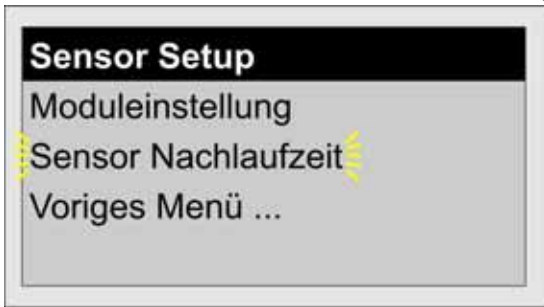 Sensor Setup
Moduleinstellung
Sensor Nachlaufzeit
Voriges Menü ...